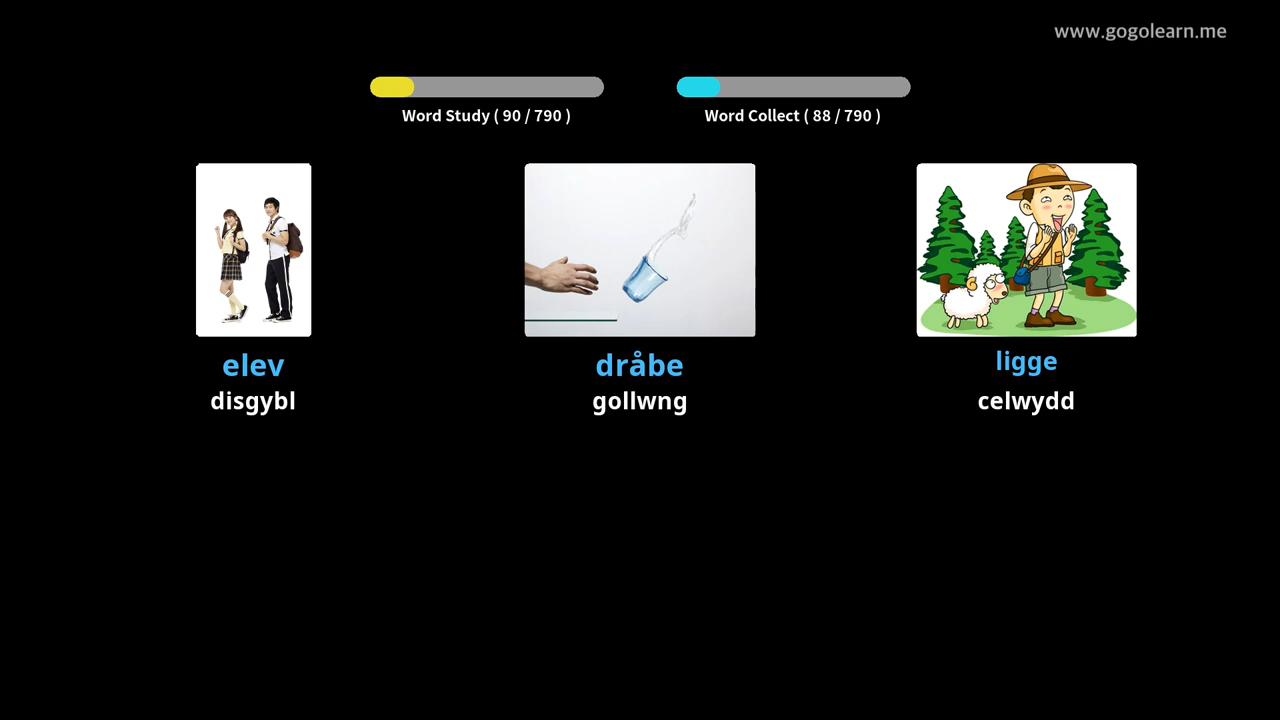 www.gogolearn.me
Word Study ( 90 / 790 )
Word Collect ( 88 / 790 )
elev
disgybl
dråbe
gollwng
ligge
celwydd